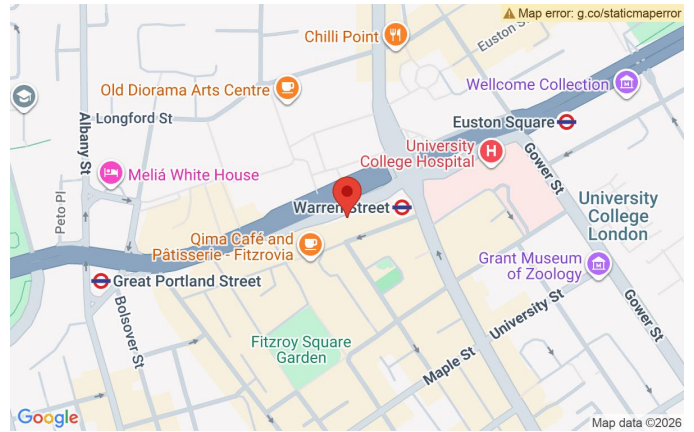 Map error: g.co/staticmaperror
Chilli Point
Euston St
Wellcome Collection
Old Diorama Arts Centre
Albany St
Longford St
Euston Square
University
College Hospital
Gower St
Meliá White House
Peto Pl
Warren Street
University
College
London
Qima Café and
Pâtisserie - Fitzrovia
Great Portland Street
Grant Museum
of Zoology
Bolsover St
University St
Gower St
Fitzroy Square
Garden
Maple St
Google
Map data ©2026